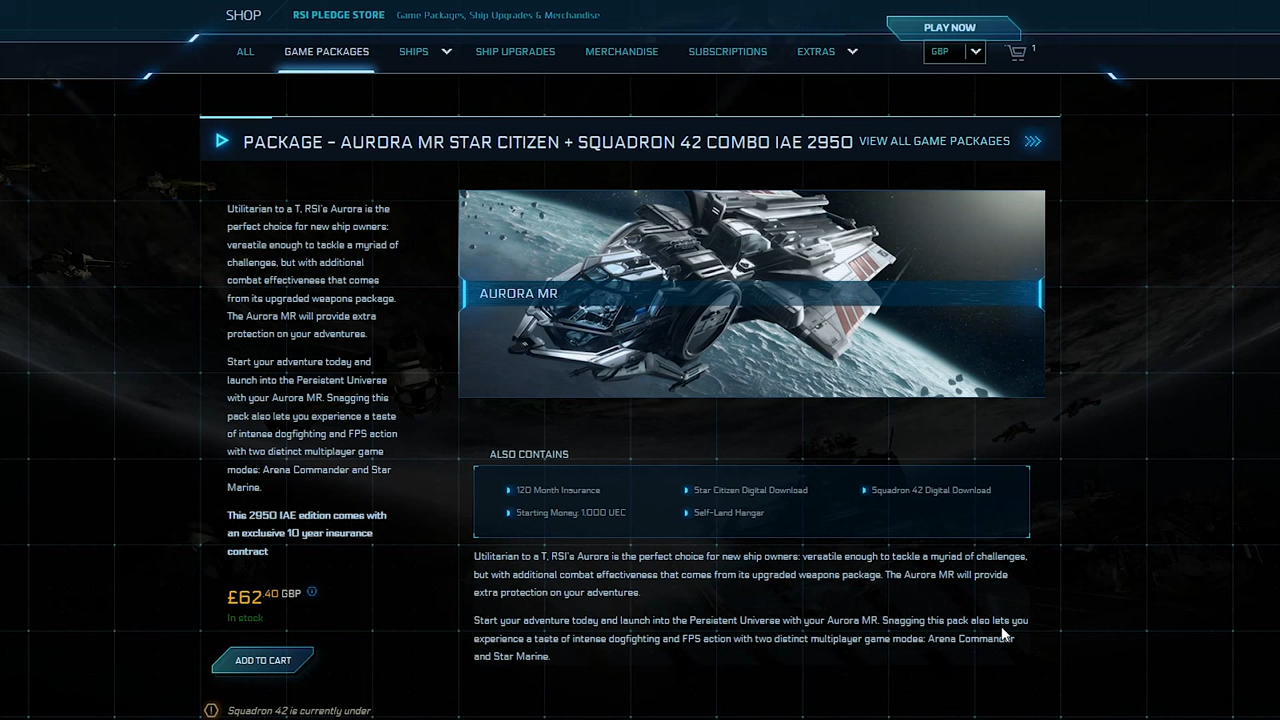 SHOP
RSI PLEDGE STORE Game Packages, Ship Upgrades & Merchandise
PLAY NOW
ALL GAME PACKAGES SHIPS SHIP UPGRADES MERCHANDISE SUBSCRIPTIONS EXTRAS GBP 1
PACKAGE - AURORA MR STAR CITIZEN + SQUADRON 42 COMBO IAE 2950 VIEW ALL GAME PACKAGES
Utilitarian to a T, RSI's Aurora is the
perfect choice for new ship owners:
versatile enough to tackle a myriad of
challenges, but with additional
combat effectiveness that comes
from its upgraded weapons package.
The Aurora MR will provide extra
protection on your adventures.
Start your adventure today and
launch into the Persistent Universe
with your Aurora MR. Snagging this
pack also lets you experience a taste
of intense dogfighting and FPS action
with two distinct multiplayer game
modes: Arena Commander and Star
Marine.
This 2950 IAE edition comes with
an exclusive 10 year insurance
contract
£62.40 GBP
In stock
ADD TO CART
Squadron 42 is currently under
AURORA MR
ALSO CONTAINS
120 Month Insurance Star Citizen Digital Download Squadron 42 Digital Download
Starting Money: 1,000 UEC Self-Land Hangar
Utilitarian to a T, RSI's Aurora is the perfect choice for new ship owners: versatile enough to tackle a myriad of challenges,
but with additional combat effectiveness that comes from its upgraded weapons package. The Aurora MR will provide
extra protection on your adventures.
Start your adventure today and launch into the Persistent Universe with your Aurora MR. Snagging this pack also lets you
experience a taste of intense dogfighting and FPS action with two distinct multiplayer game modes: Arena Commander
and Star Marine.